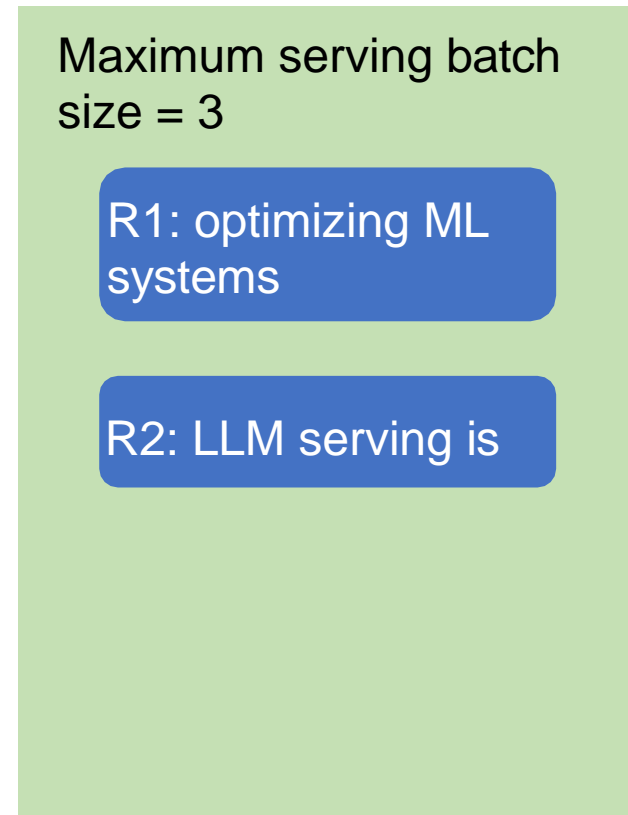 Maximum serving batch
size = 3
R1: optimizing ML
systems
R2: LLM serving is